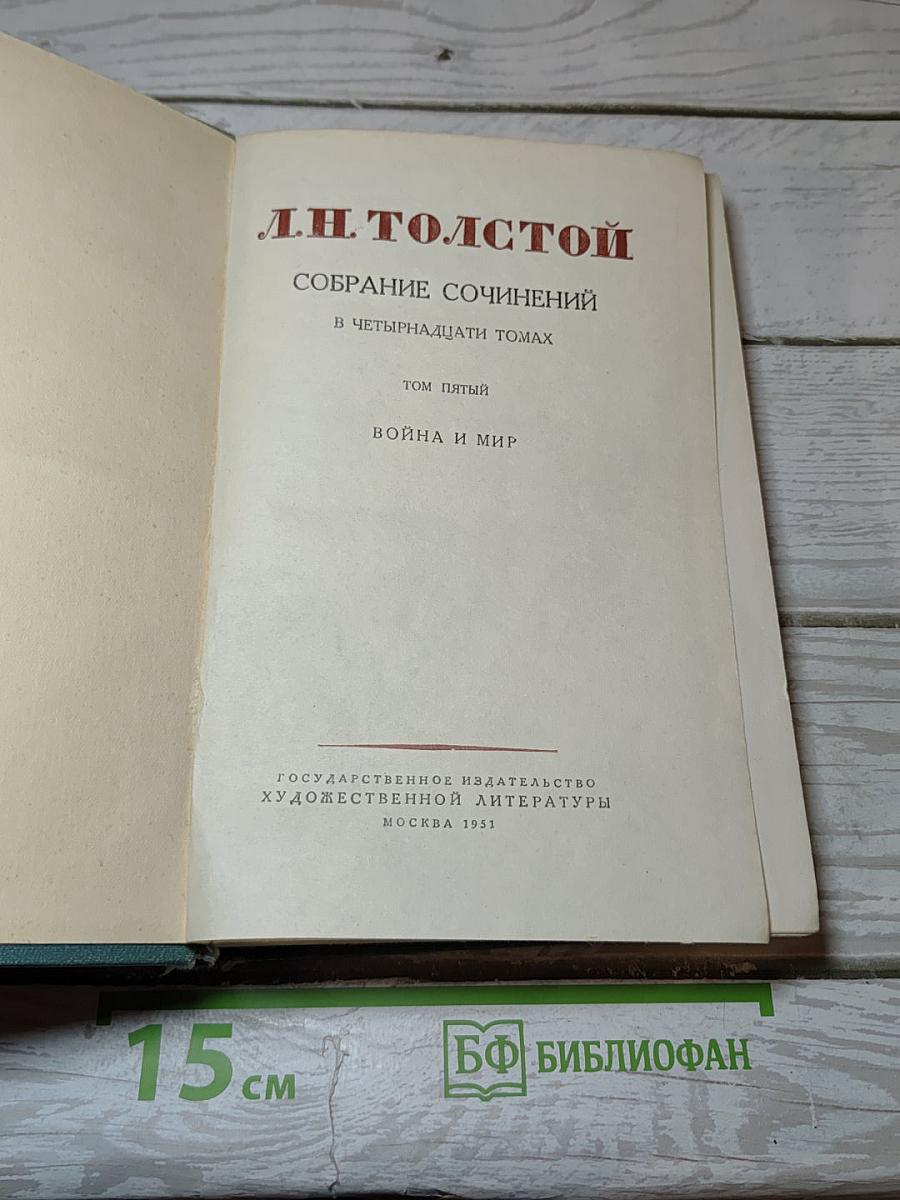 Л.Н.ТОЛСТОЙ
СОБРАНИЕ СОЧИНЕНИЙ
В ЧЕТЫРНАДЦАТИ ТОМАХ
ТОМ ПЯТЫЙ
ВОЙНА И МИР
ГОСУДАРСТВЕННОЕ ИЗДАТЕЛЬСТВО
ХУДОЖЕСТВЕННОЙ ЛИТЕРАТУРЫ
МОСКВА 1951
15 см
БФ БИБЛИОФАН